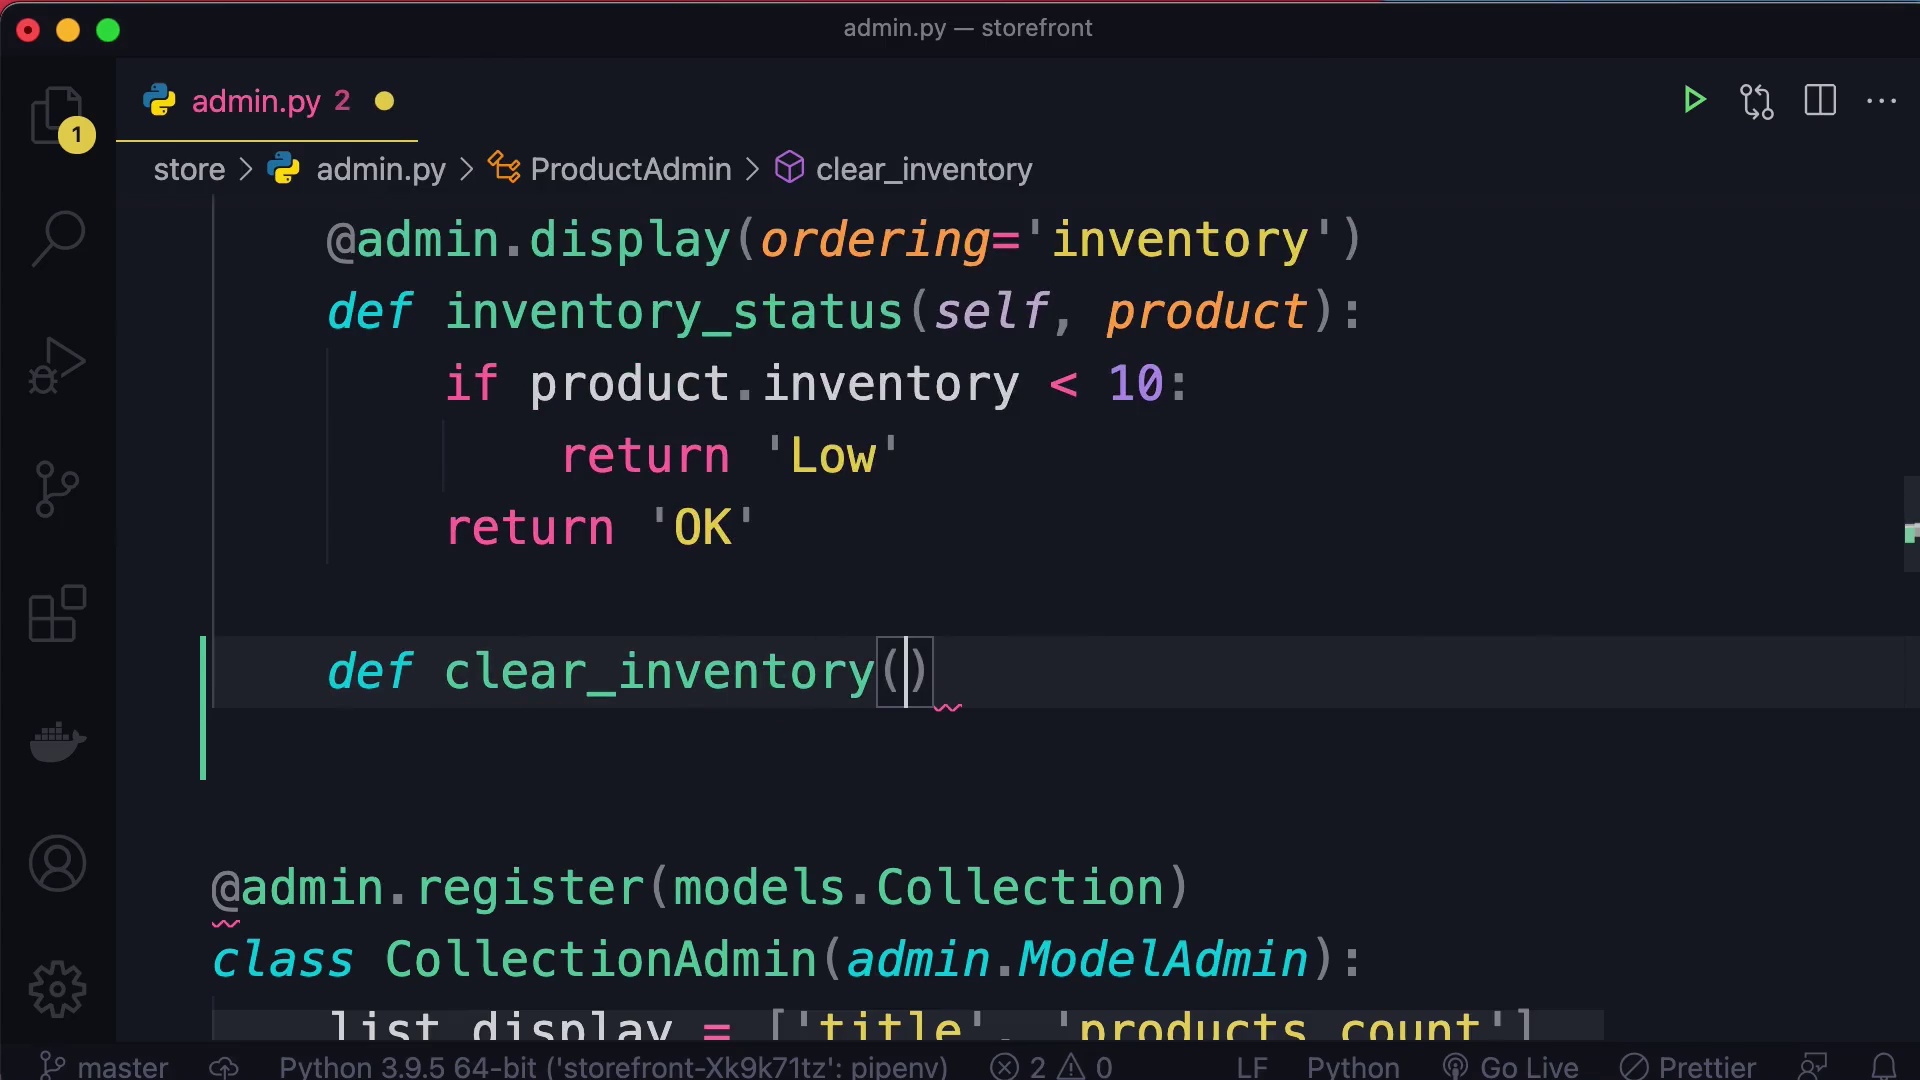 admin.py — storefront
admin.py 2
1
store > admin.py > ProductAdmin > clear_inventory
@admin.display(ordering='inventory')
def inventory_status(self, product):
if product.inventory < 10:
return 'Low'
return 'OK'
def clear_inventory()
@admin.register(models.Collection)
class CollectionAdmin(admin.ModelAdmin):
list_display = ['title', 'products_count']
master Python 3.9.5 64-bit ('storefront-Xk9k71tz': pipenv) 2 0 LF Python Go Live Prettier